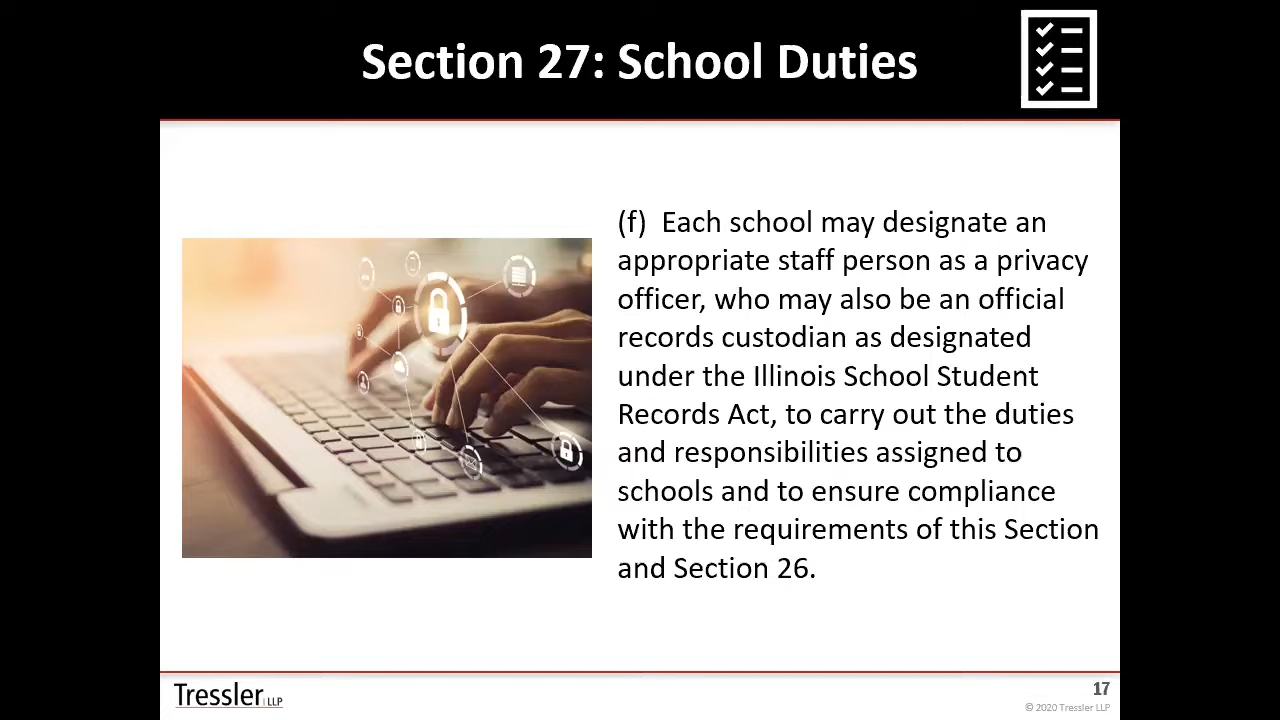 Section 27: School Duties
(f) Each school may designate an
appropriate staff person as a privacy
officer, who may also be an official
records custodian as designated
under the Illinois School Student
Records Act, to carry out the duties
and responsibilities assigned to
schools and to ensure compliance
with the requirements of this Section
and Section 26.
Tressler LLP
17
© 2020 Tressler LLP